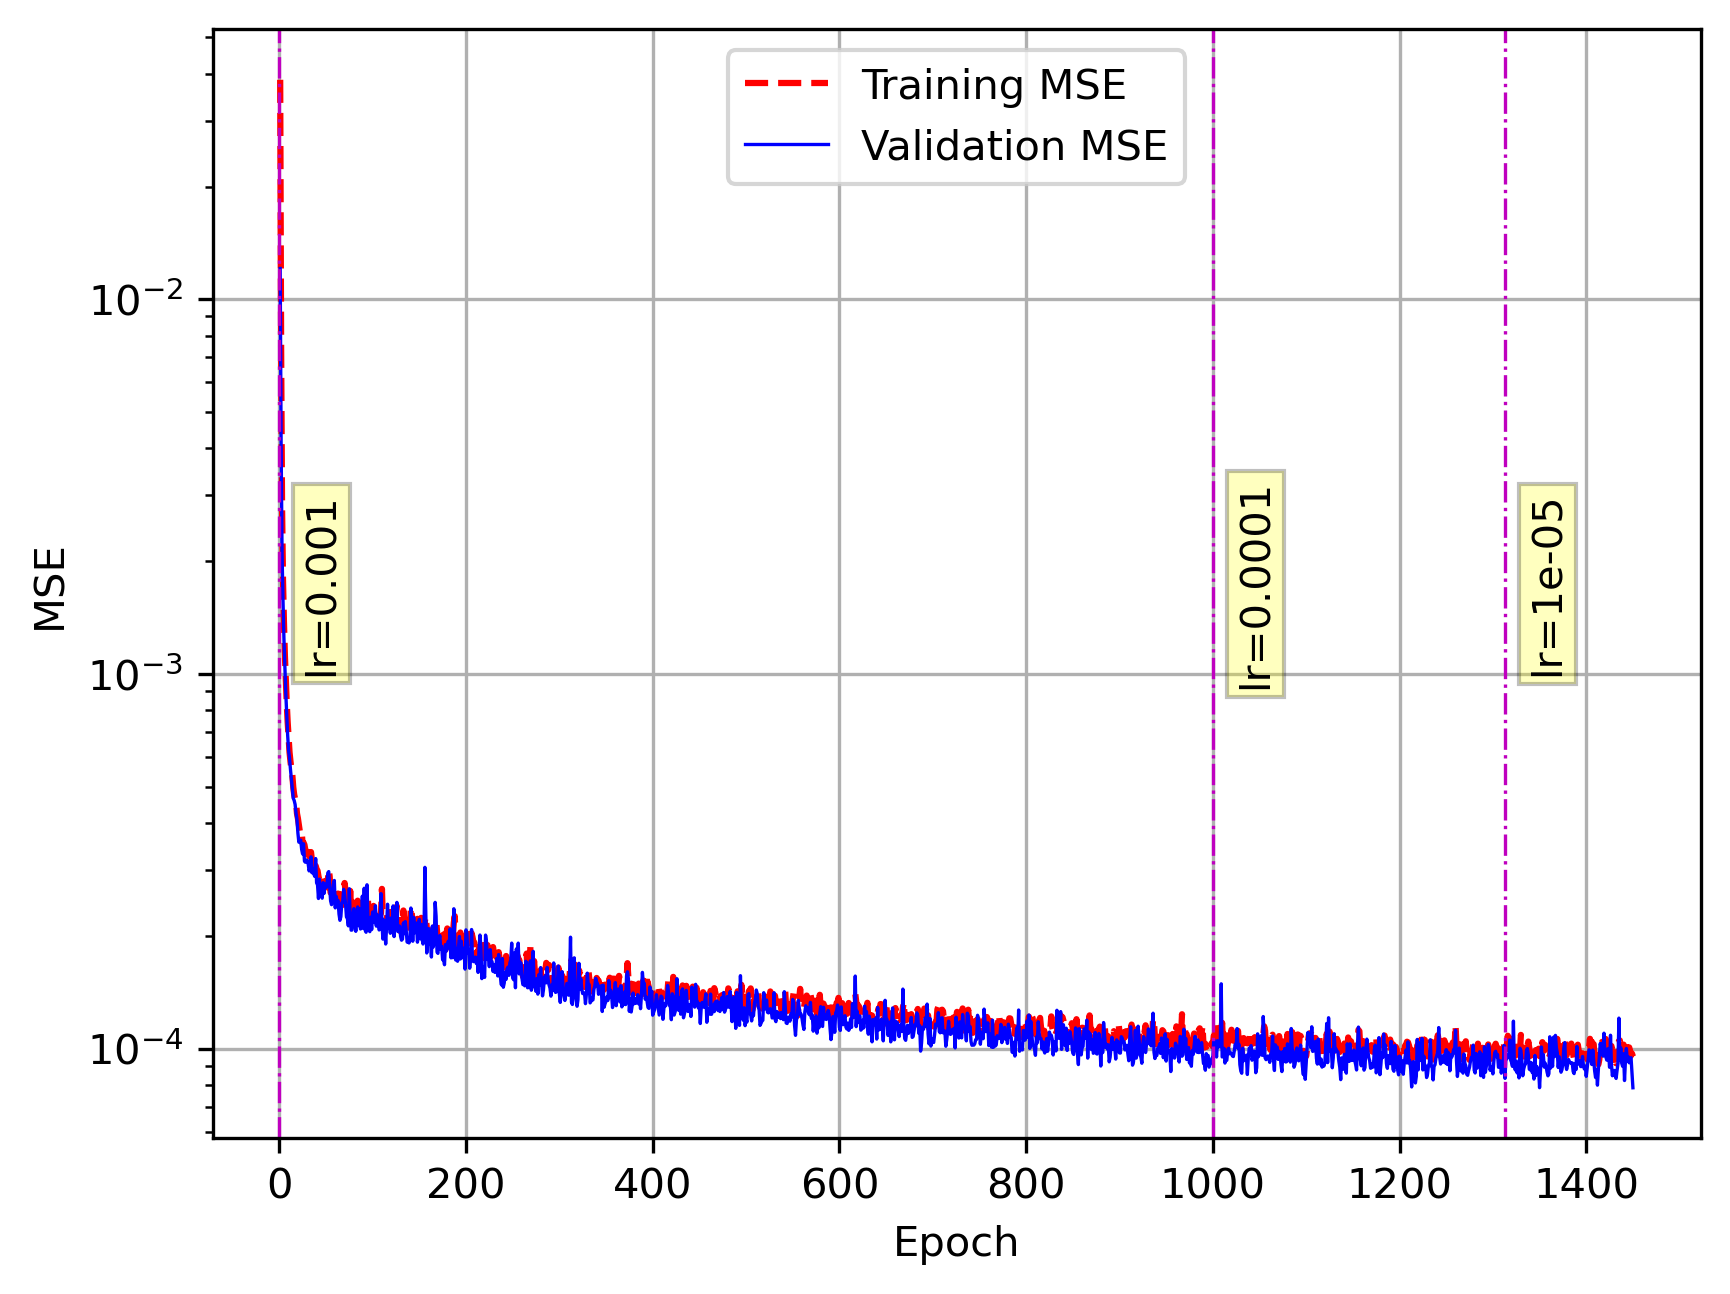 Training MSE
Validation MSE
10⁻²
10⁻³
10⁻⁴
MSE
lr=0.001
lr=0.0001
lr=1e-05
0 200 400 600 800 1000 1200 1400
Epoch